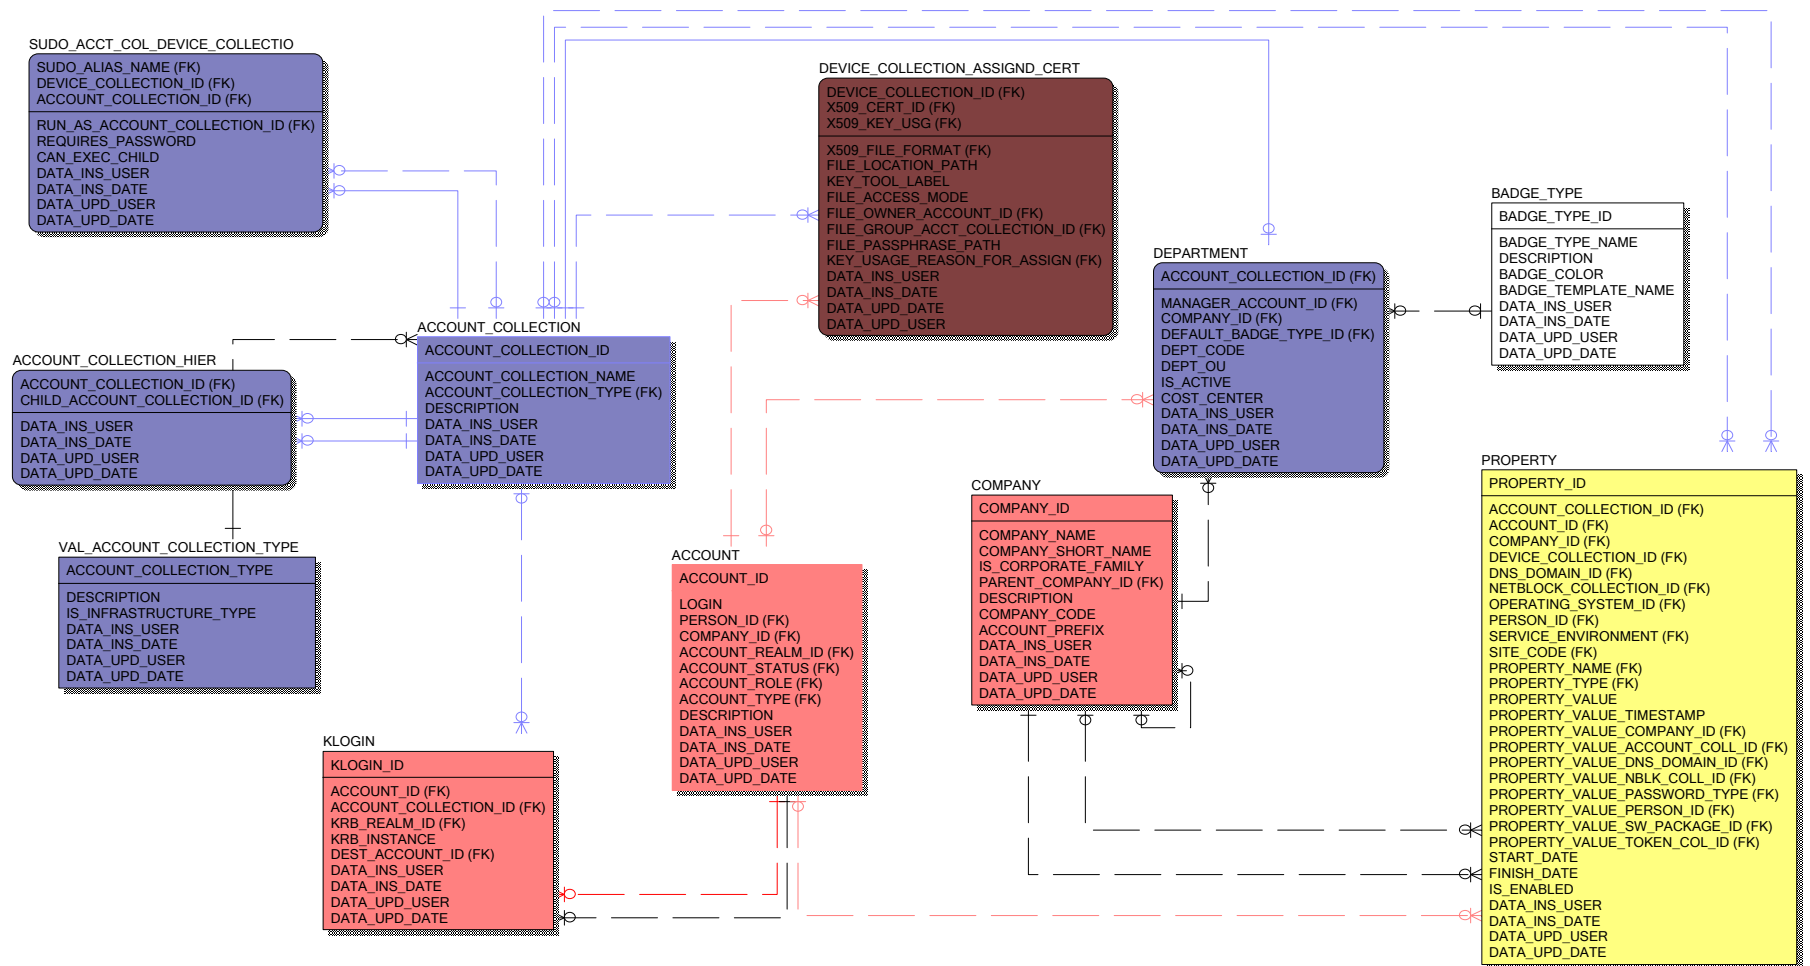 SUDO_ACCT_COL_DEVICE_COLLECTIO
SUDO_ALIAS_NAME (FK)
DEVICE_COLLECTION_ID (FK)
ACCOUNT_COLLECTION_ID (FK)
RUN_AS_ACCOUNT_COLLECTION_ID (FK)
REQUIRES_PASSWORD
CAN_EXEC_CHILD
DATA_INS_USER
DATA_INS_DATE
DATA_UPD_USER
DATA_UPD_DATE
DEVICE_COLLECTION_ASSIGND_CERT
DEVICE_COLLECTION_ID (FK)
X509_CERT_ID (FK)
X509_KEY_USG (FK)
X509_FILE_FORMAT (FK)
FILE_LOCATION_PATH
KEY_TOOL_LABEL
FILE_ACCESS_MODE
FILE_OWNER_ACCOUNT_ID (FK)
FILE_GROUP_ACCT_COLLECTION_ID (FK)
FILE_PASSPHRASE_PATH
KEY_USAGE_REASON_FOR_ASSIGN (FK)
DATA_INS_USER
DATA_INS_DATE
DATA_UPD_DATE
DATA_UPD_USER
BADGE_TYPE
BADGE_TYPE_ID
BADGE_TYPE_NAME
DESCRIPTION
BADGE_COLOR
BADGE_TEMPLATE_NAME
DATA_INS_USER
DATA_INS_DATE
DATA_UPD_USER
DATA_UPD_DATE
DEPARTMENT
ACCOUNT_COLLECTION_ID (FK)
MANAGER_ACCOUNT_ID (FK)
COMPANY_ID (FK)
DEFAULT_BADGE_TYPE_ID (FK)
DEPT_CODE
DEPT_OU
IS_ACTIVE
COST_CENTER
DATA_INS_USER
DATA_INS_DATE
DATA_UPD_USER
DATA_UPD_DATE
ACCOUNT_COLLECTION
ACCOUNT_COLLECTION_ID
ACCOUNT_COLLECTION_NAME
ACCOUNT_COLLECTION_TYPE (FK)
DESCRIPTION
DATA_INS_USER
DATA_INS_DATE
DATA_UPD_USER
DATA_UPD_DATE
ACCOUNT_COLLECTION_HIER
ACCOUNT_COLLECTION_ID (FK)
CHILD_ACCOUNT_COLLECTION_ID (FK)
DATA_INS_USER
DATA_INS_DATE
DATA_UPD_USER
DATA_UPD_DATE
VAL_ACCOUNT_COLLECTION_TYPE
ACCOUNT_COLLECTION_TYPE
DESCRIPTION
IS_INFRASTRUCTURE_TYPE
DATA_INS_USER
DATA_INS_DATE
DATA_UPD_USER
DATA_UPD_DATE
COMPANY
COMPANY_ID
COMPANY_NAME
COMPANY_SHORT_NAME
IS_CORPORATE_FAMILY
PARENT_COMPANY_ID (FK)
DESCRIPTION
COMPANY_CODE
ACCOUNT_PREFIX
DATA_INS_USER
DATA_INS_DATE
DATA_UPD_USER
DATA_UPD_DATE
PROPERTY
PROPERTY_ID
ACCOUNT_COLLECTION_ID (FK)
ACCOUNT_ID (FK)
COMPANY_ID (FK)
DEVICE_COLLECTION_ID (FK)
DNS_DOMAIN_ID (FK)
NETBLOCK_COLLECTION_ID (FK)
OPERATING_SYSTEM_ID (FK)
PERSON_ID (FK)
SERVICE_ENVIRONMENT (FK)
SITE_CODE (FK)
PROPERTY_NAME (FK)
PROPERTY_TYPE (FK)
PROPERTY_VALUE
PROPERTY_VALUE_TIMESTAMP
PROPERTY_VALUE_COMPANY_ID (FK)
PROPERTY_VALUE_ACCOUNT_COLL_ID (FK)
PROPERTY_VALUE_DNS_DOMAIN_ID (FK)
PROPERTY_VALUE_NBLK_COLL_ID (FK)
PROPERTY_VALUE_PASSWORD_TYPE (FK)
PROPERTY_VALUE_PERSON_ID (FK)
PROPERTY_VALUE_SW_PACKAGE_ID (FK)
PROPERTY_VALUE_TOKEN_COL_ID (FK)
START_DATE
FINISH_DATE
IS_ENABLED
DATA_INS_USER
DATA_INS_DATE
DATA_UPD_USER
DATA_UPD_DATE
ACCOUNT
ACCOUNT_ID
LOGIN
PERSON_ID (FK)
COMPANY_ID (FK)
ACCOUNT_REALM_ID (FK)
ACCOUNT_STATUS (FK)
ACCOUNT_ROLE (FK)
ACCOUNT_TYPE (FK)
DESCRIPTION
DATA_INS_USER
DATA_INS_DATE
DATA_UPD_USER
DATA_UPD_DATE
KLOGIN
KLOGIN_ID
ACCOUNT_ID (FK)
ACCOUNT_COLLECTION_ID (FK)
KRB_REALM_ID (FK)
KRB_INSTANCE
DEST_ACCOUNT_ID (FK)
DATA_INS_USER
DATA_INS_DATE
DATA_UPD_USER
DATA_UPD_DATE